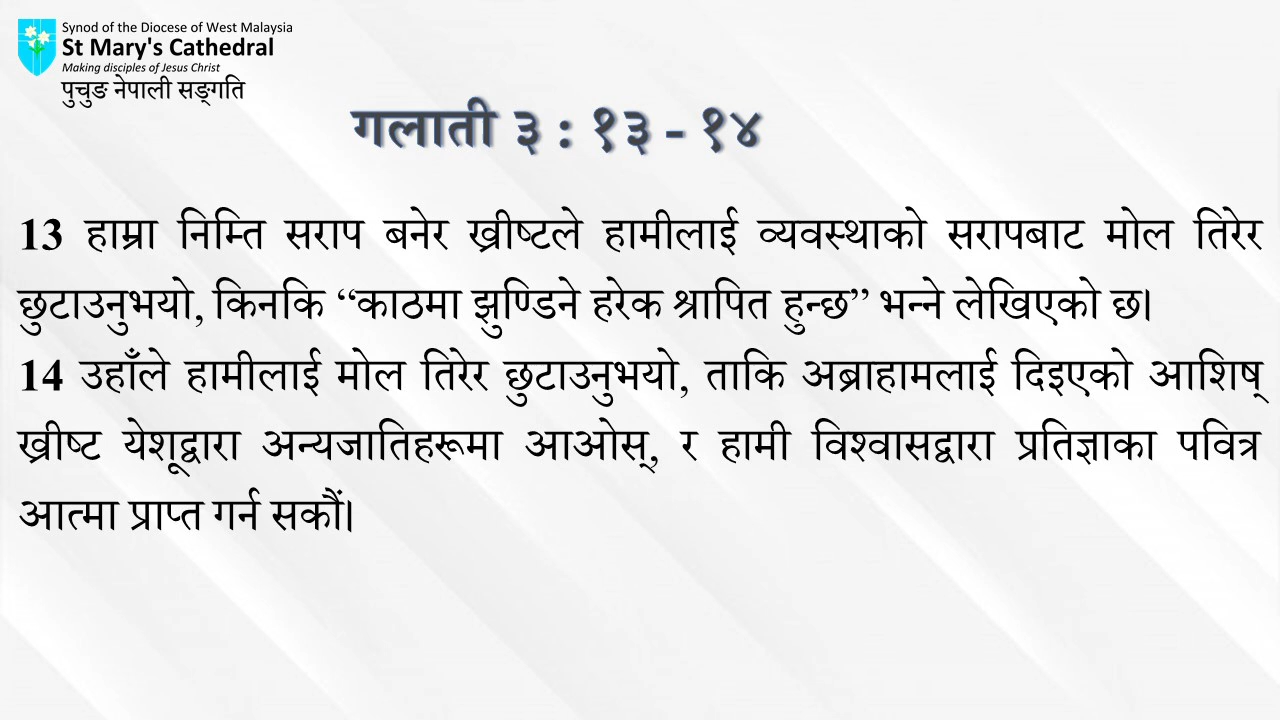 Synod of the Diocese of West Malaysia
St Mary's Cathedral
Making disciples of Jesus Christ
पुचुङ नेपाली सङ्गति
गलाती ३ : १३ - १४
13 हाम्रा निम्ति सराप बनेर ख्रीष्टले हामीलाई व्यवस्थाको सरापबाट मोल तिरेर
छुटाउनुभयो, किनकि “काठमा झुण्डिने हरेक श्रापित हुन्छ” भन्ने लेखिएको छ।
14 उहाँले हामीलाई मोल तिरेर छुटाउनुभयो, ताकि अब्राहामलाई दिइएको आशिष्
ख्रीष्ट येशूद्वारा अन्यजातिहरूमा आओस्, र हामी विश्वासद्वारा प्रतिज्ञाका पवित्र
आत्मा प्राप्त गर्न सकौं।